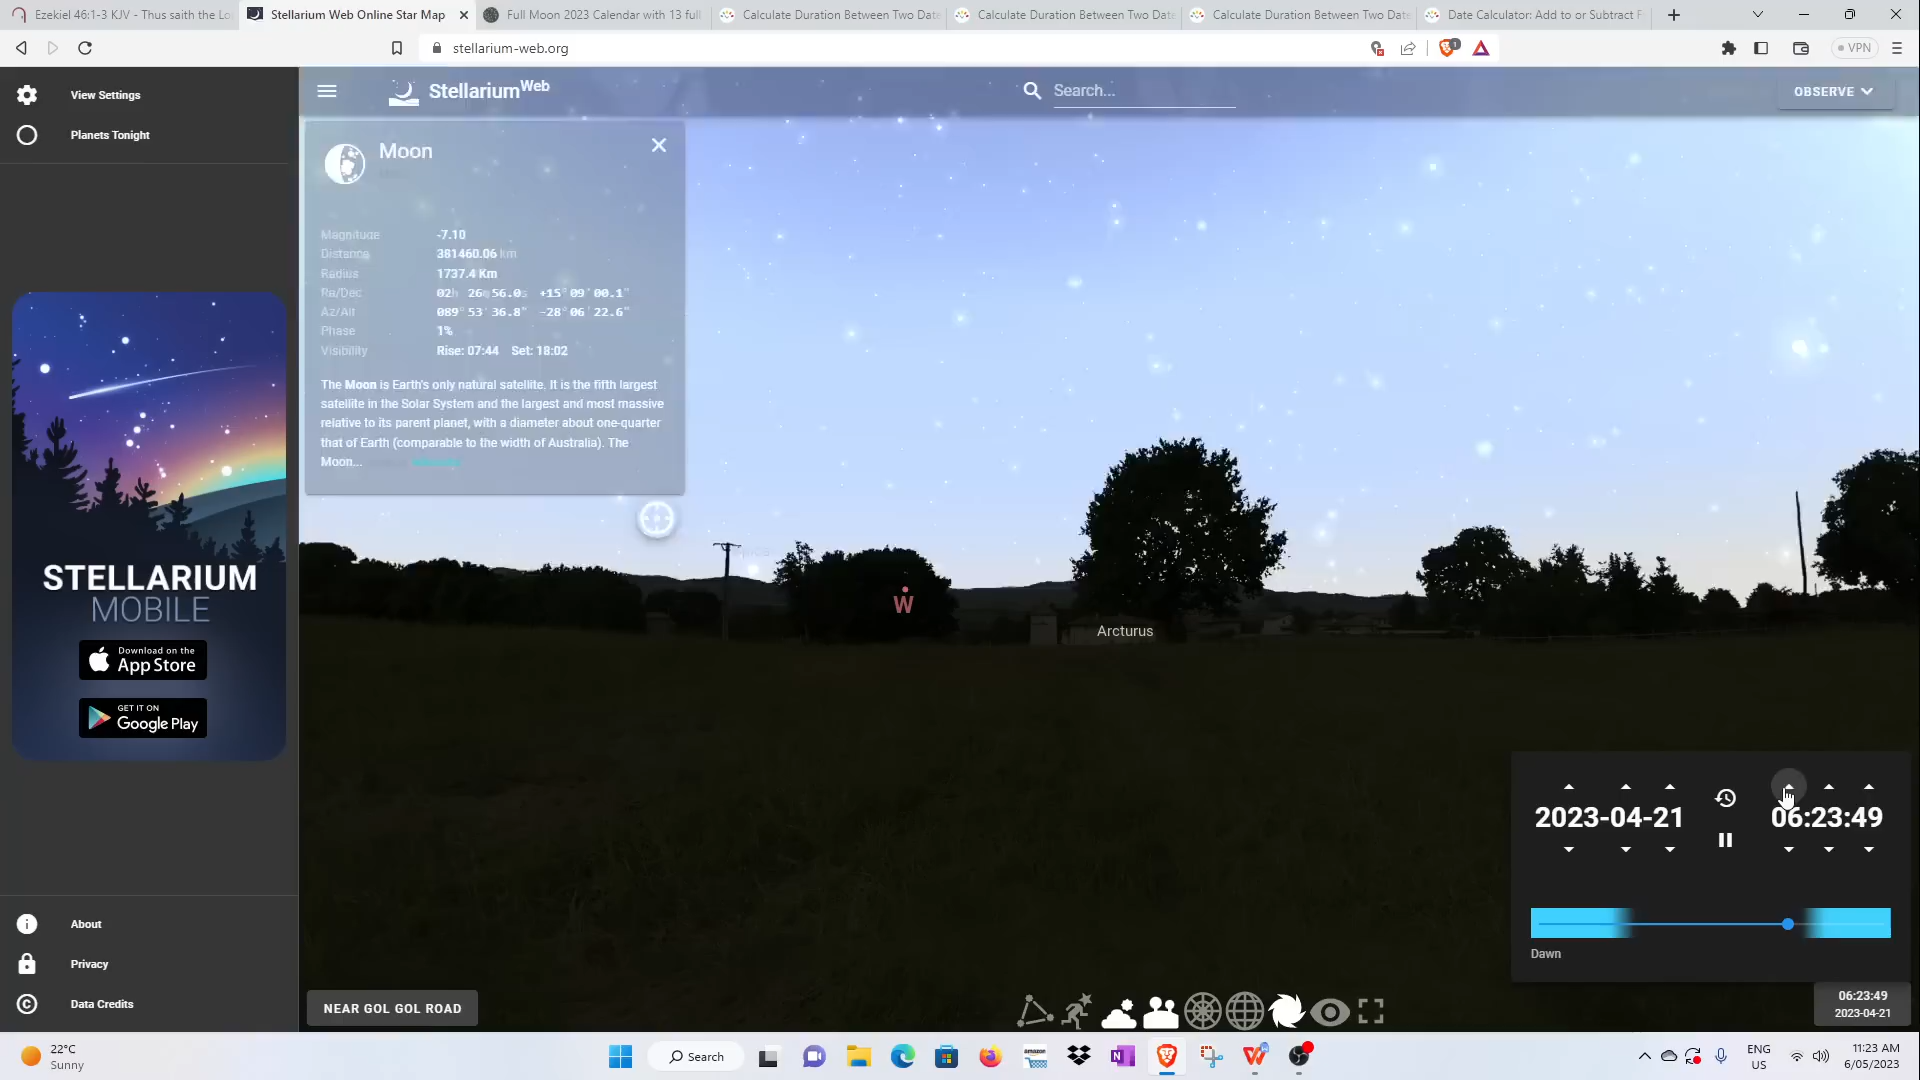 Ezekiel 46:1-3 KJV - Thus saith the Lo
Stellarium Web Online Star Map
Full Moon 2023 Calendar with 13 full
Calculate Duration Between Two Date
Calculate Duration Between Two Date
Calculate Duration Between Two Date
Date Calculator: Add to or Subtract F
stellarium-web.org
1
VPN
View Settings
Planets Tonight
Stellarium Web
Search...
OBSERVE
Moon
Magnitude -7.10
Distance 381460.06 km
Radius 1737.4 Km
Ra/Dec 02h 26m 56.0s +15° 09' 00.1"
Az/Alt 089° 53' 36.8" -28° 06' 22.6"
Phase 1%
Visibility Rise: 07:44 Set: 18:02
The Moon is Earth's only natural satellite. It is the fifth largest
satellite in the Solar System and the largest and most massive
relative to its parent planet, with a diameter about one-quarter
that of Earth (comparable to the width of Australia). The
Moon...
STELLARIUM
MOBILE
Download on the
App Store
GET IT ON
Google Play
W
Arcturus
2023-04-21
06:23:49
Dawn
About
Privacy
Data Credits
NEAR GOL GOL ROAD
06:23:49
2023-04-21
22°C
Sunny
Search
amazon
ENG
US
11:23 AM
6/05/2023